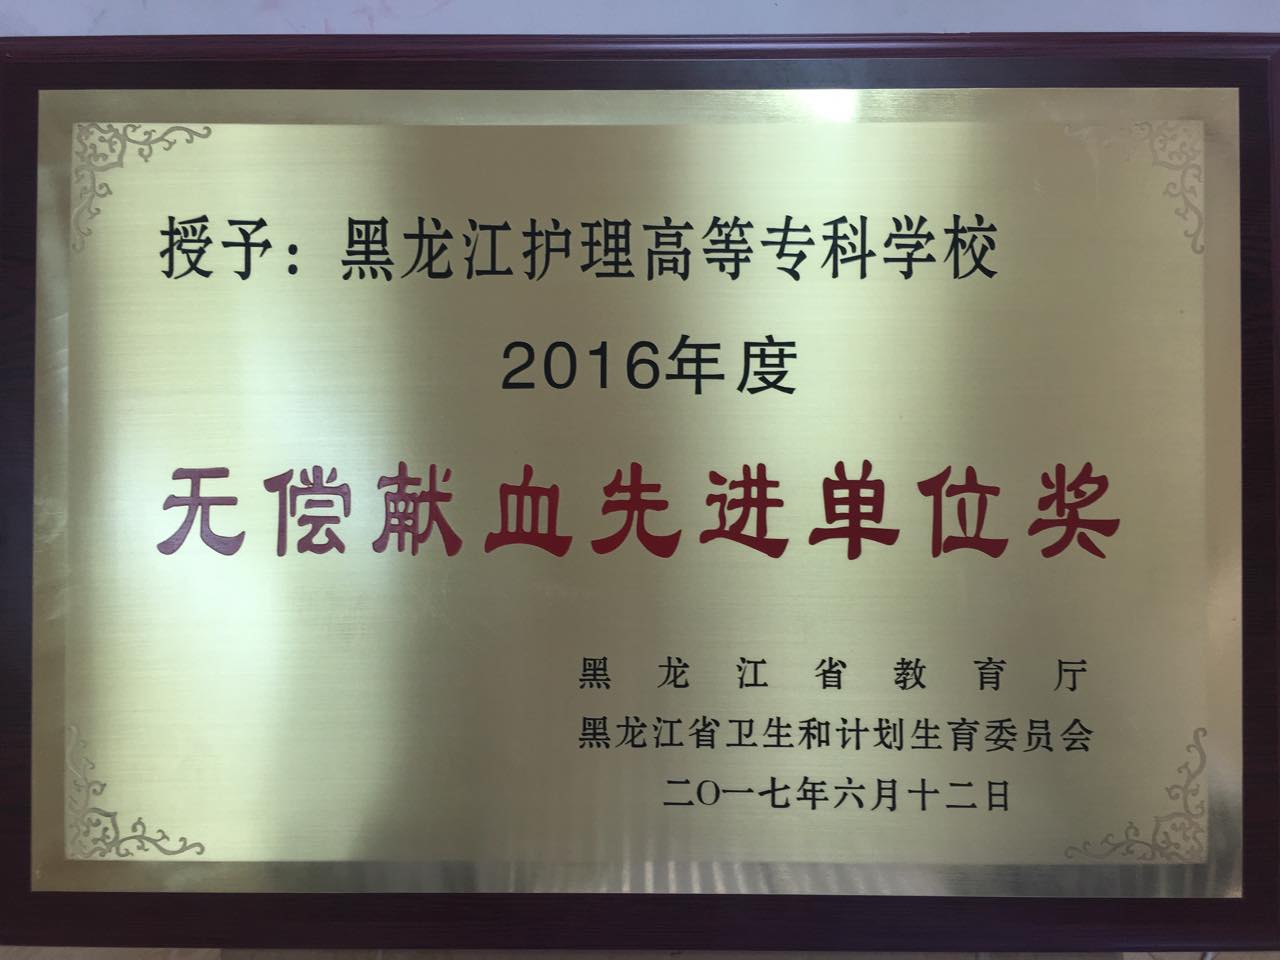 授予：黑龙江护理高等专科学校
2016年度
无偿献血先进单位奖
黑龙江省教育厅
黑龙江省卫生和计划生育委员会
二〇一七年六月十二日